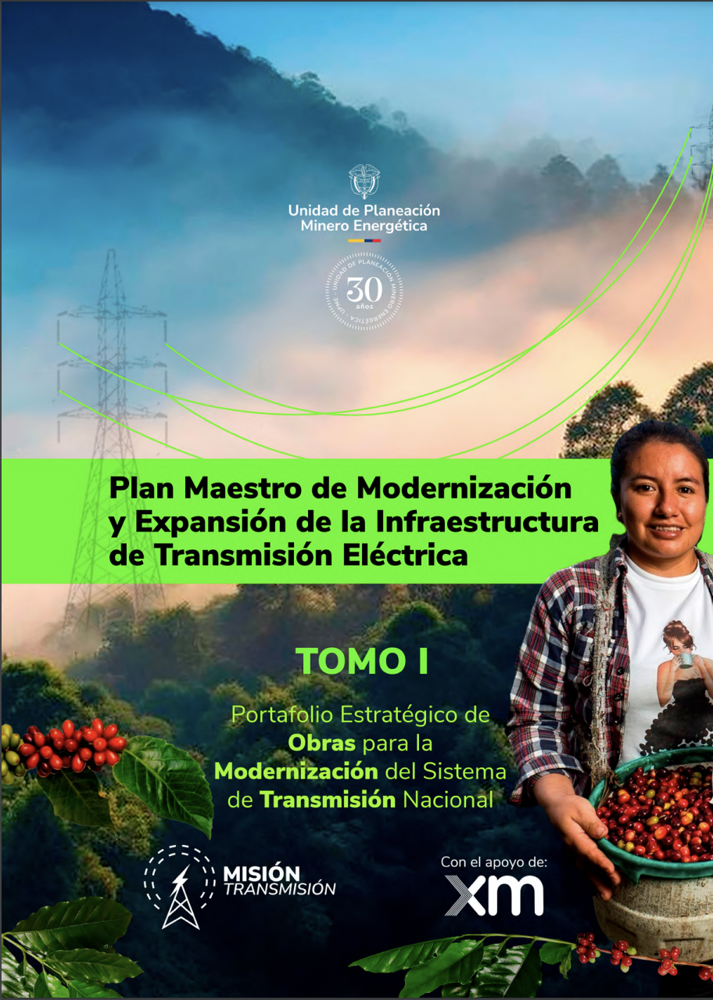 Unidad de Planeación
Minero Energética
UPME - UNIDAD DE PLANEACIÓN MINERO ENERGÉTICA -
30
años
Plan Maestro de Modernización
y Expansión de la Infraestructura
de Transmisión Eléctrica
TOMO I
Portafolio Estratégico de
Obras para la
Modernización del Sistema
de Transmisión Nacional
MISIÓN
TRANSMISIÓN
Con el apoyo de:
xm